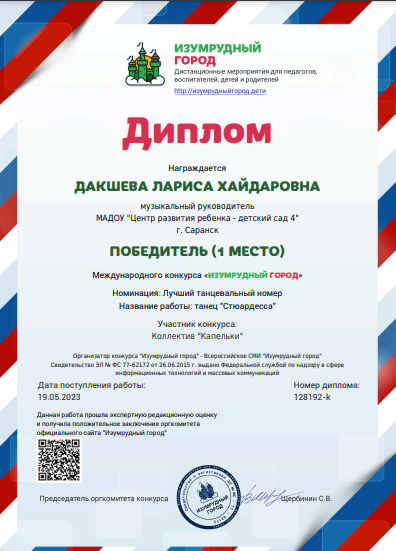 ИЗУМРУДНЫЙ
ГОРОД
Дистанционные мероприятия для педагогов,
воспитателей, детей и родителей
http://изумрудныйгород.дети
Диплом
Награждается
ДАКШЕВА ЛАРИСА ХАЙДАРОВНА
музыкальный руководитель
МАДОУ "Центр развития ребенка - детский сад 4"
г. Саранск
ПОБЕДИТЕЛЬ (1 МЕСТО)
Международного конкурса «ИЗУМРУДНЫЙ ГОРОД»
Номинация: Лучший танцевальный номер
Название работы: танец "Стюардесса"
Участник конкурса:
Коллектив "Капельки"
Организатор конкурса "Изумрудный город" - Всероссийское СМИ "Изумрудный город"
Свидетельство ЭЛ № ФС 77-62172 от 26.06.2015 г. выдано Федеральной службой по надзору в сфере
информационных технологий и массовых коммуникаций
Дата поступления работы:
19.05.2023
Номер диплома:
128192-k
Данная работа прошла экспертную редакционную оценку
и получила положительное заключение оргкомитета
официального сайта "Изумрудный город"
Председатель оргкомитета конкурса
ИЗУМРУДНЫЙ
ГОРОД
Щербинин С.В.